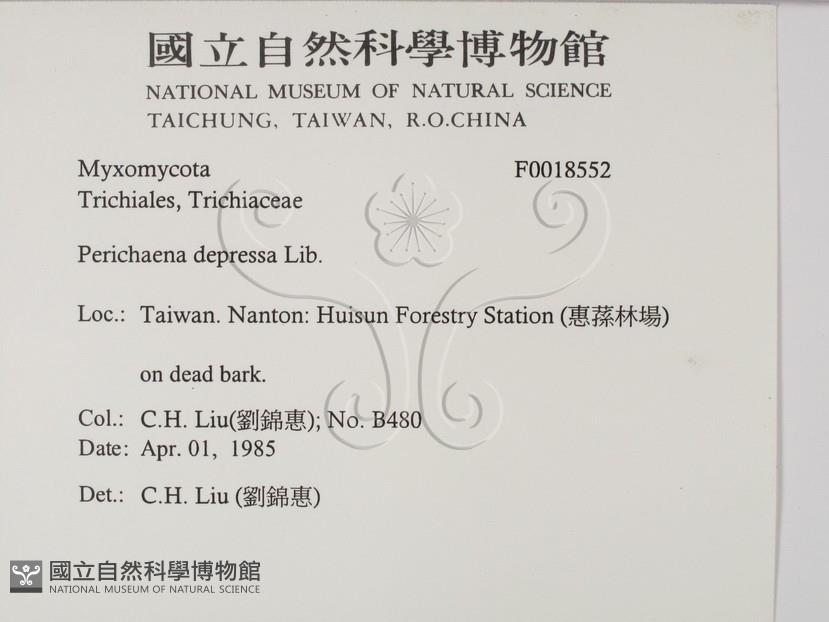 國立自然科學博物館
NATIONAL MUSEUM OF NATURAL SCIENCE
TAICHUNG, TAIWAN, R.O.CHINA
Myxomycota F0018552
Trichiales, Trichiaceae
Perichaena depressa Lib.
Loc.: Taiwan. Nanton: Huisun Forestry Station (惠蓀林場)
on dead bark.
Col.: C.H. Liu(劉錦惠); No. B480
Date: Apr. 01, 1985
Det.: C.H. Liu (劉錦惠)
國立自然科學博物館
NATIONAL MUSEUM OF NATURAL SCIENCE